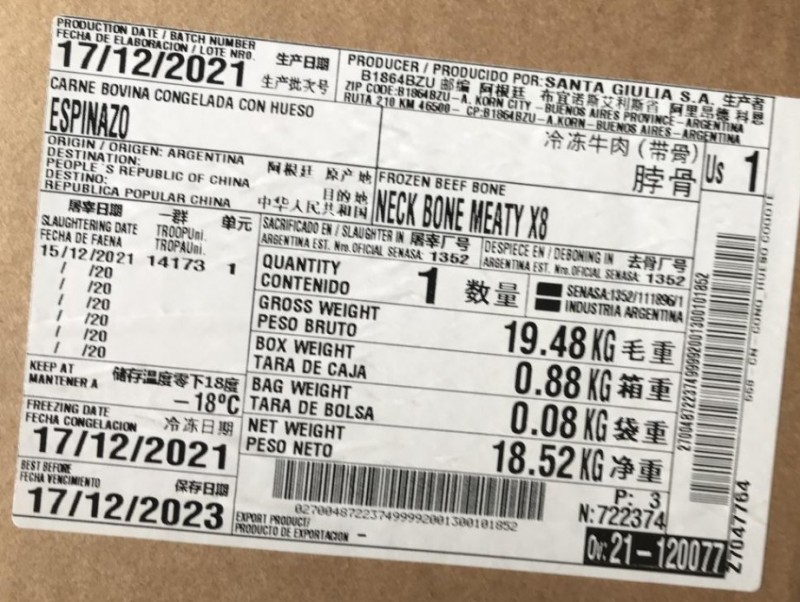 PRODUCTION DATE / BATCH NUMBER
FECHA DE ELABORACION / LOTE NRO.
17/12/2021
生产日期
生产批次号
PRODUCER / PRODUCIDO POR: SANTA GIULIA S.A. 生产者
B1864BZU 邮编 阿根廷 布宜诺斯艾利斯省 阿里昂德科恩
ZIP CODE:B1864BZU-A. KORN CITY - BUENOS AIRES PROVINCE-ARGENTINA
RUTA 210 KM 46500 - CP:B1864BZU-A.KORN- BUENOS AIRES -ARGENTINA
CARNE BOVINA CONGELADA CON HUESO
ESPINAZO
冷冻牛肉(带骨)
脖骨
Us 1
ORIGIN / ORIGEN: ARGENTINA 阿根廷 原产地
DESTINATION:
PEOPLE´S REPUBLIC OF CHINA 目的地
DESTINO:
REPUBLICA POPULAR CHINA 中华人民共和国
FROZEN BEEF BONE
NECK BONE MEATY X8
屠宰日期 一群 单元
SLAUGHTERING DATE TROOPUni.
FECHA DE FAENA TROPAUni.
15/12/2021 14173 1
/ /20
/ /20
/ /20
/ /20
/ /20
SACRIFICADO EN / SLAUGHTER IN 屠宰厂号
ARGENTINA EST. Nro. OFICIAL SENASA: 1352
DESPIECE EN / DEBONING IN 去骨厂号
ARGENTINA EST. Nro. OFICIAL SENASA: 1352
QUANTITY
CONTENIDO
1 数量
SENASA:1352/111896/1
INDUSTRIA ARGENTINA
GROSS WEIGHT
PESO BRUTO
19.48 KG 毛重
BOX WEIGHT
TARA DE CAJA
0.88 KG 箱重
BAG WEIGHT
TARA DE BOLSA
0.08 KG 袋重
NET WEIGHT
PESO NETO
18.52 KG 净重
KEEP AT
MANTENER A
储存温度零下18度
-18ºC
FREEZING DATE
FECHA CONGELACION
冷冻日期
17/12/2021
BEST BEFORE
FECHA VENCIMIENTO
保存日期
17/12/2023
0270048722374999920013001018​52
EXPORT PRODUCT/
PRODUCTO DE EXPORTACION -
P: 3
N:722374
Ov: 21-120077
27047764